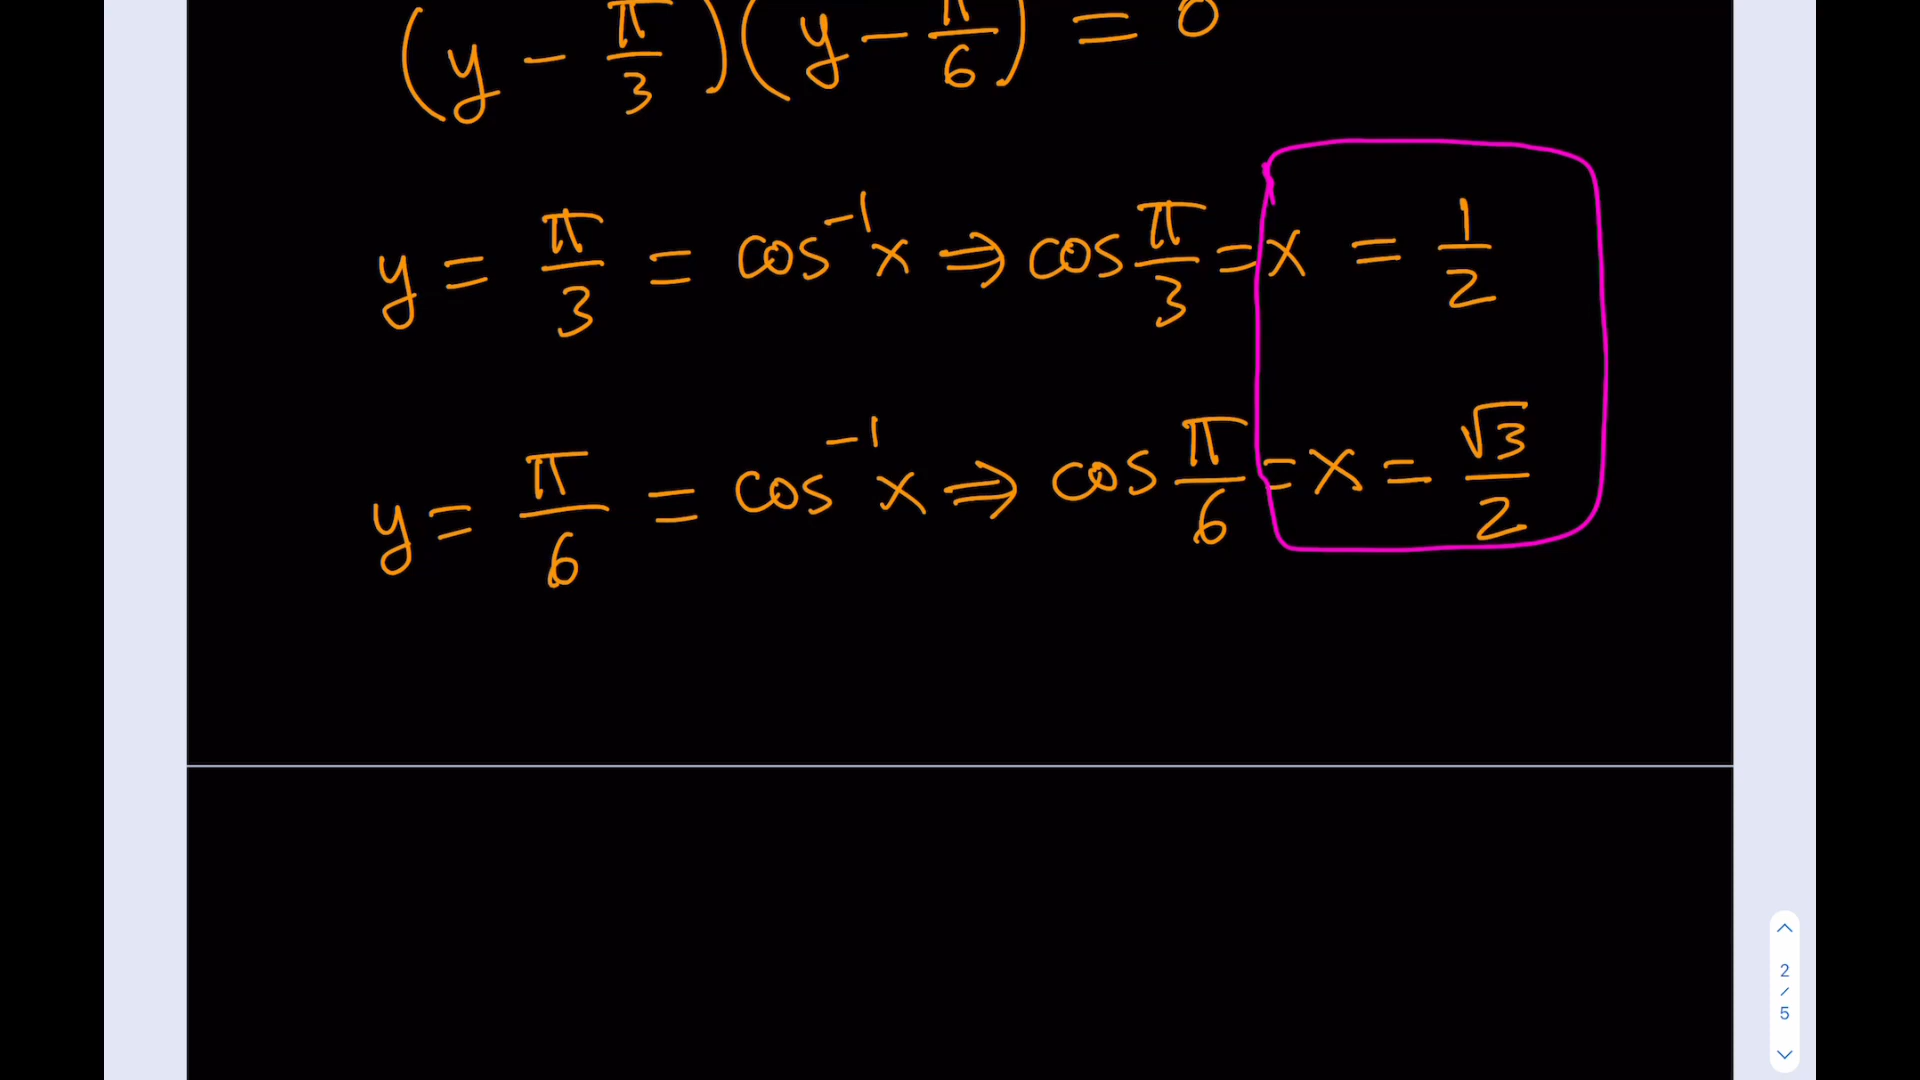 (y - π/3)(y - π/6) = 0
y = π/3 = cos⁻¹x ⇒ cos π/3 = x = 1/2
y = π/6 = cos⁻¹x ⇒ cos π/6 = x = √3/2
2
/
5